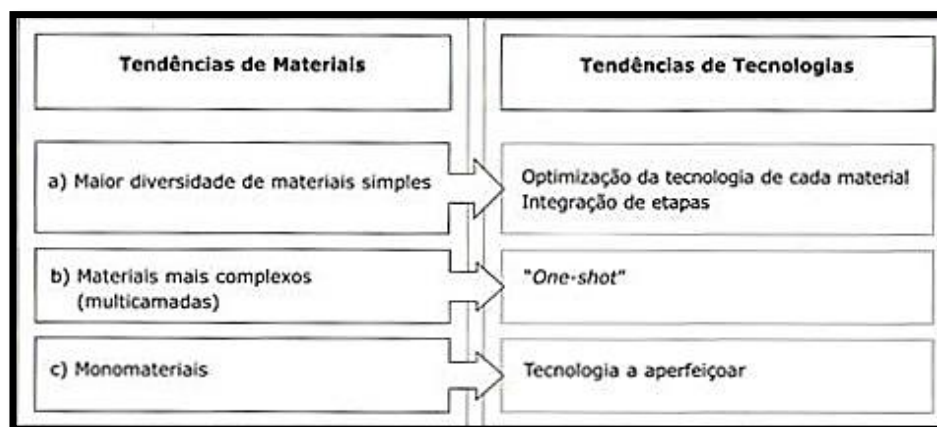 Tendências de Materiais
Tendências de Tecnologias
a) Maior diversidade de materiais simples
Optimização da tecnologia de cada material
Integração de etapas
b) Materiais mais complexos
(multicamadas)
"One-shot"
c) Monomateriais
Tecnologia a aperfeiçoar